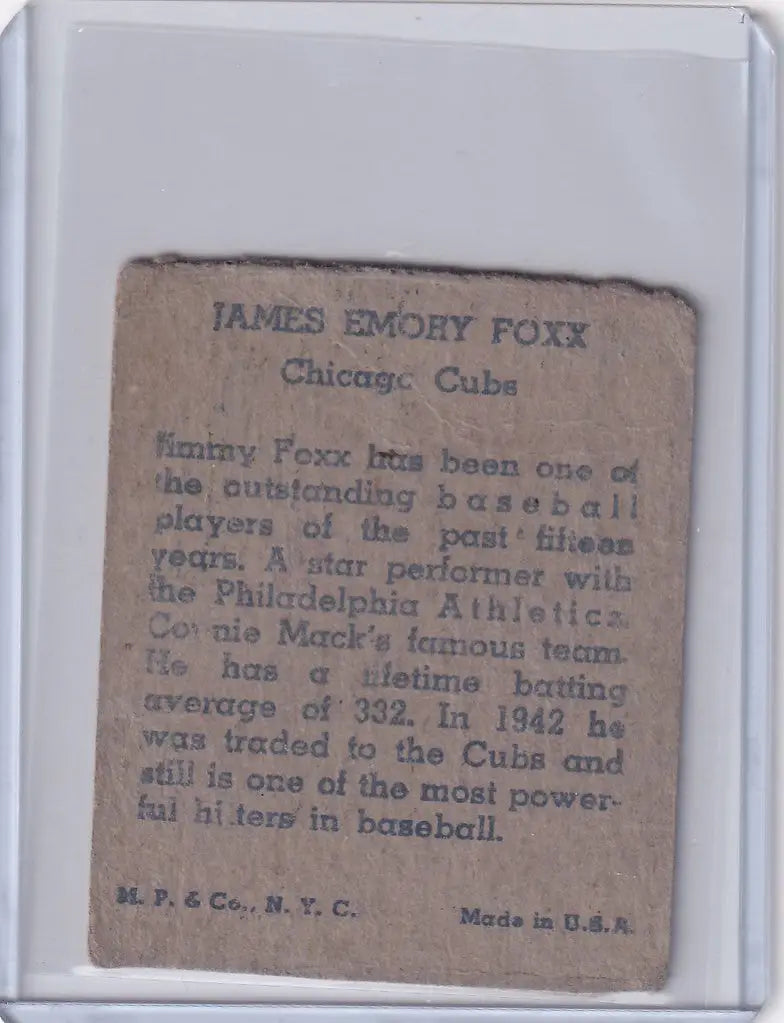 JAMES EMORY FOXX
Chicago Cubs
Jimmy Foxx has been one of
the outstanding baseball
players of the past fifteen
years. A star performer with
the Philadelphia Athletics.
Connie Mack's famous team.
He has a lifetime batting
average of 332. In 1942 he
was traded to the Cubs and
still is one of the most power-
ful hitters in baseball.
M. P. & Co., N. Y. C.
Made in U.S.A.